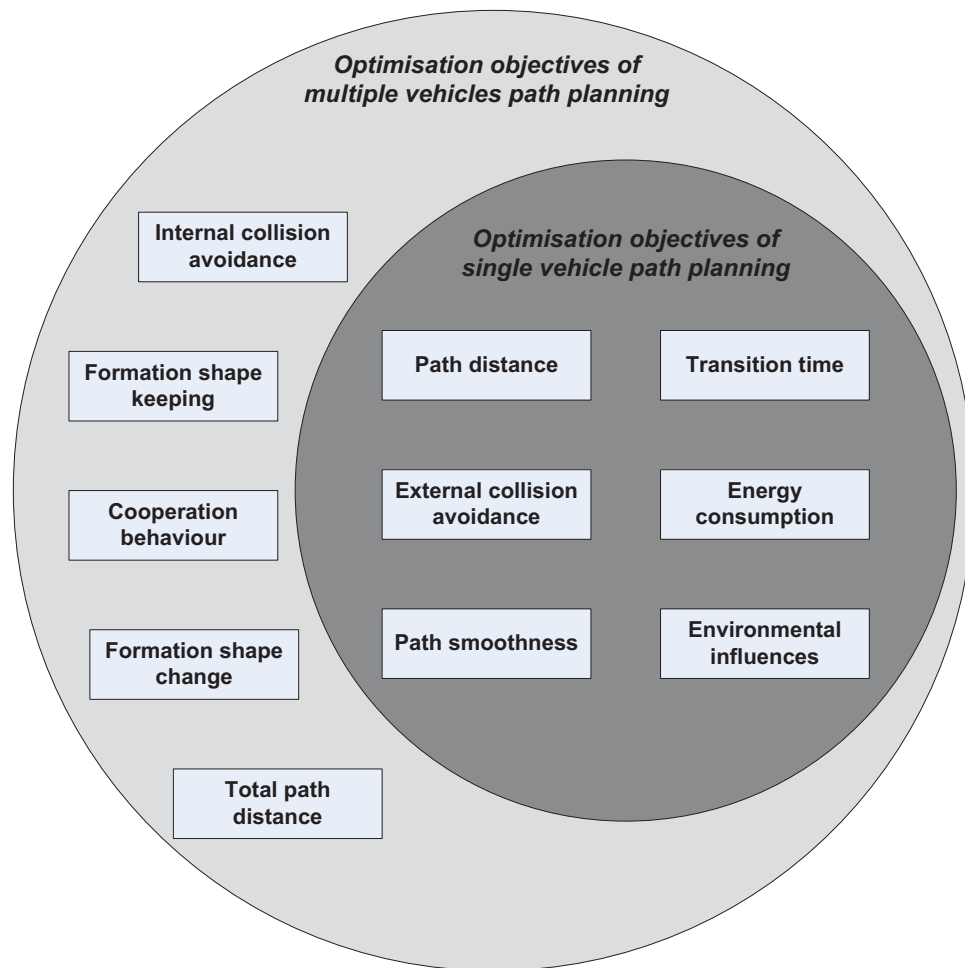 Optimisation objectives of
multiple vehicles path planning
Internal collision
avoidance
Formation shape
keeping
Cooperation
behaviour
Formation shape
change
Total path
distance
Optimisation objectives of
single vehicle path planning
Path distance
Transition time
External collision
avoidance
Energy
consumption
Path smoothness
Environmental
influences